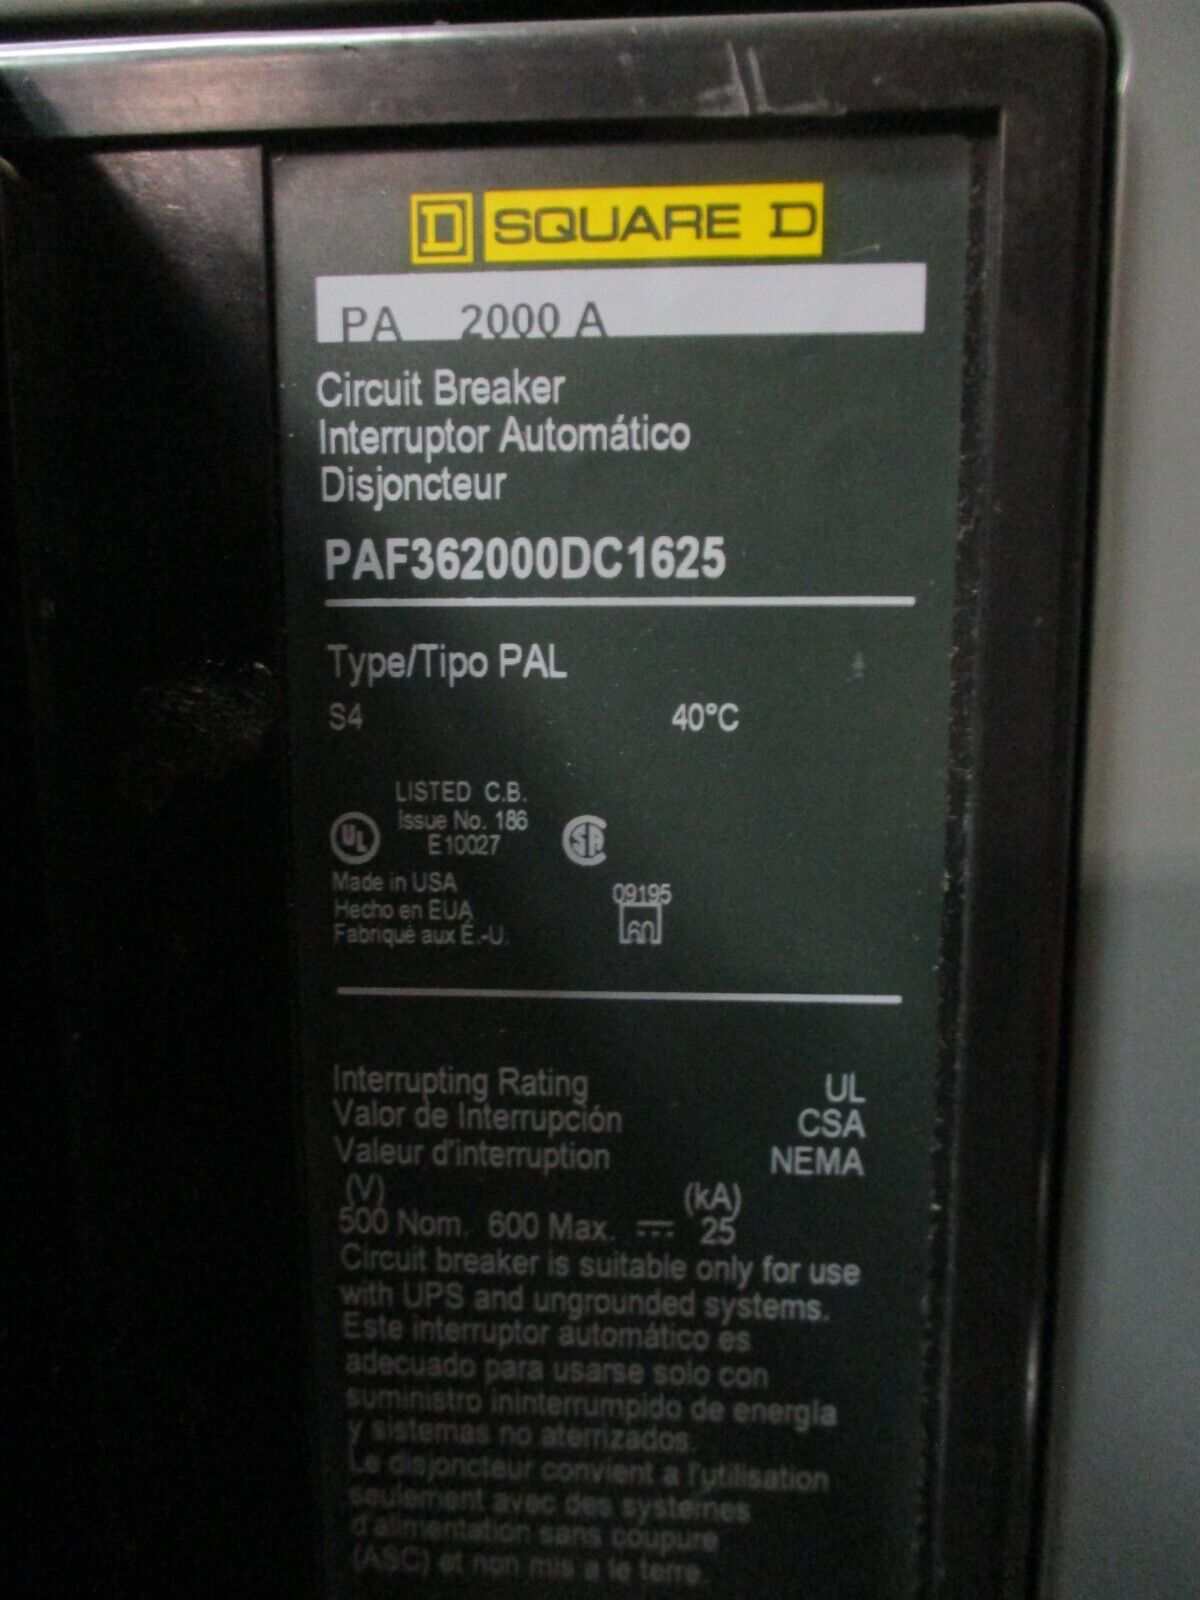 D SQUARE D
PA 2000 A
Circuit Breaker
Interruptor Automático
Disjoncteur
PAF362000DC1625
Type/Tipo PAL
S4 40°C
LISTED C.B.
Issue No. 186
UL E10027 SA
Made in USA 09195
Hecho en EUA
Fabriqué aux É.-U.
Interrupting Rating UL
Valor de Interrupción CSA
Valeur d'interruption NEMA
(V) (kA)
500 Nom. 600 Max. 25
Circuit breaker is suitable only for use
with UPS and ungrounded systems.
Este interruptor automático es
adecuado para usarse solo con
suministro ininterrumpido de energía
y sistemas no aterrizados.
Le disjoncteur convient a l'utilisation
seulement avec des systemes
d'alimentation sans coupure
(ASC) et non mis a le terre.